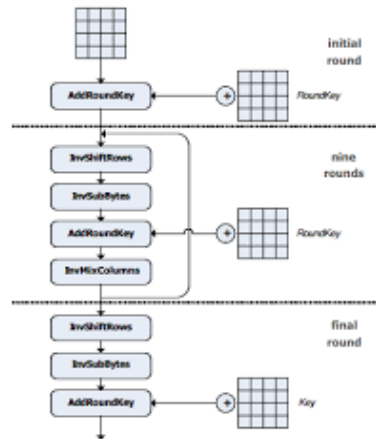 initial
round
AddRoundKey
RoundKey
InvShiftRows
nine
rounds
InvSubBytes
AddRoundKey
RoundKey
InvMixColumns
InvShiftRows
final
round
InvSubBytes
AddRoundKey
Key